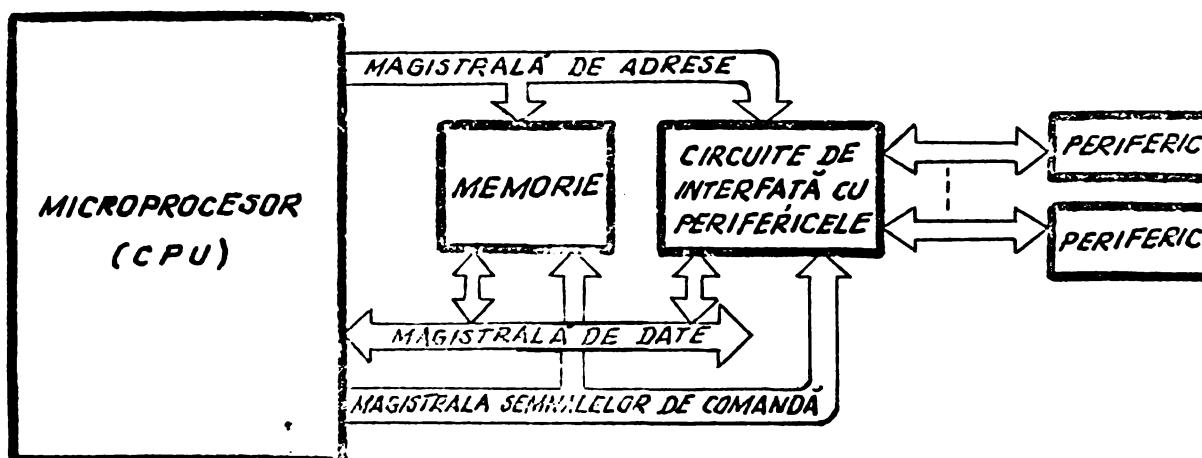 MAGISTRALĂ DE ADRESE
MICROPROCESOR
(CPU)
MEMORIE
CIRCUITE DE
INTERFAȚĂ CU
PERIFERICELE
PERIFERIC
PERIFERIC
MAGISTRALĂ DE DATE
MAGISTRALA SEMNALELOR DE COMANDĂ